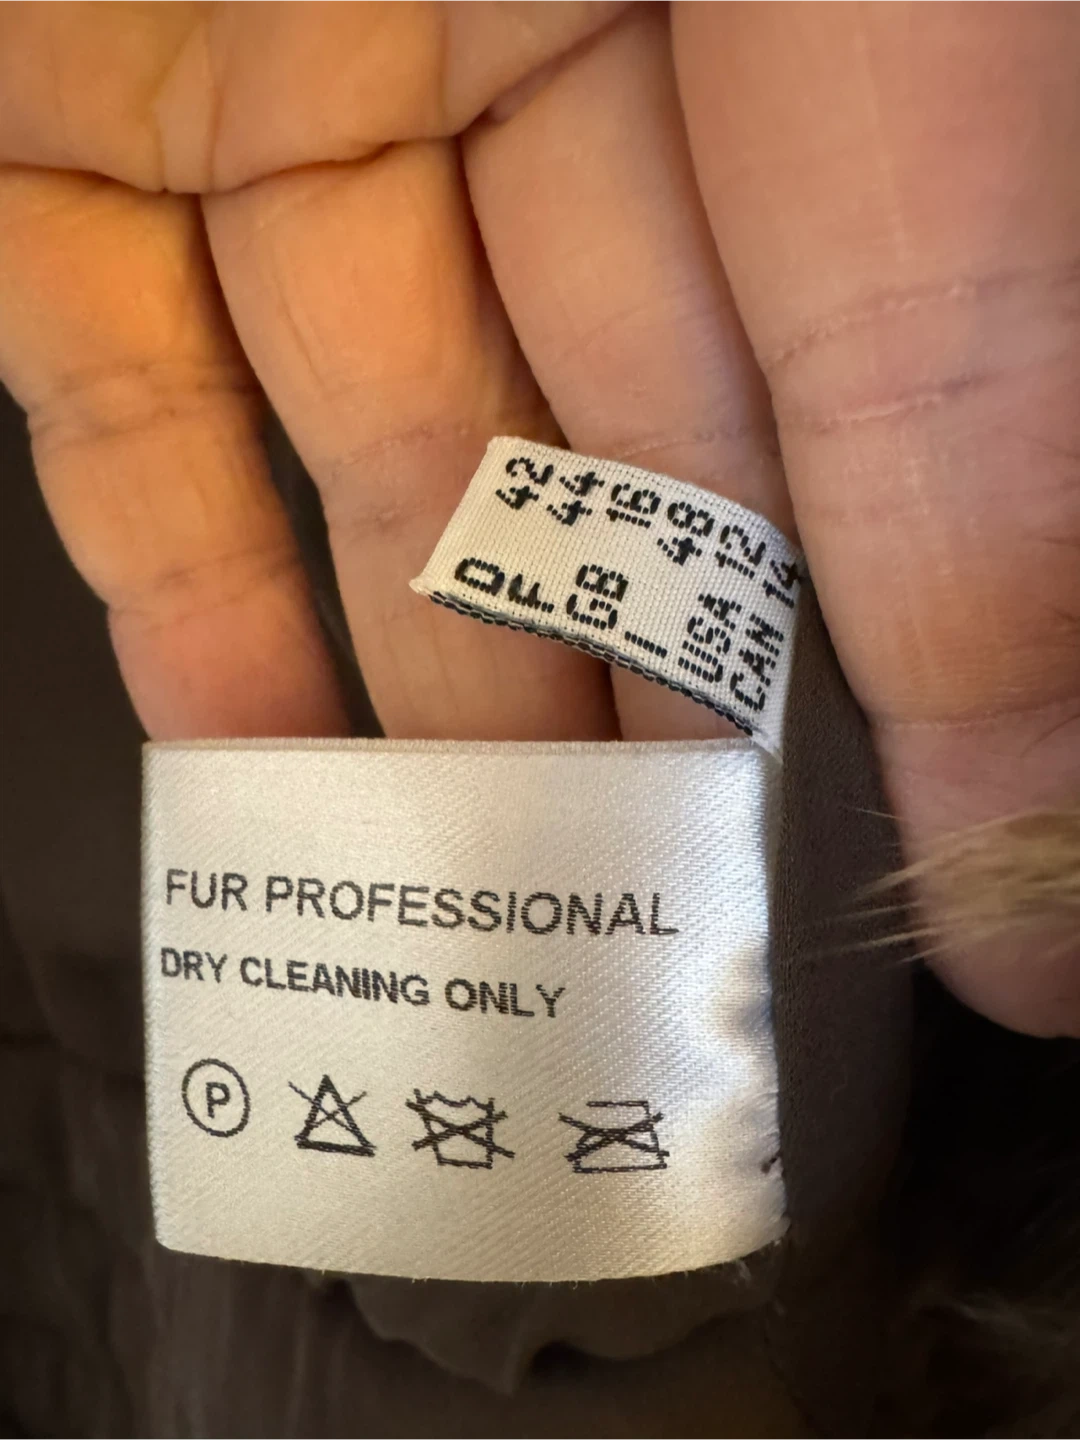 D 42
F 44
GB 16
I 48
USA 12
CAN 14
FUR PROFESSIONAL
DRY CLEANING ONLY
P